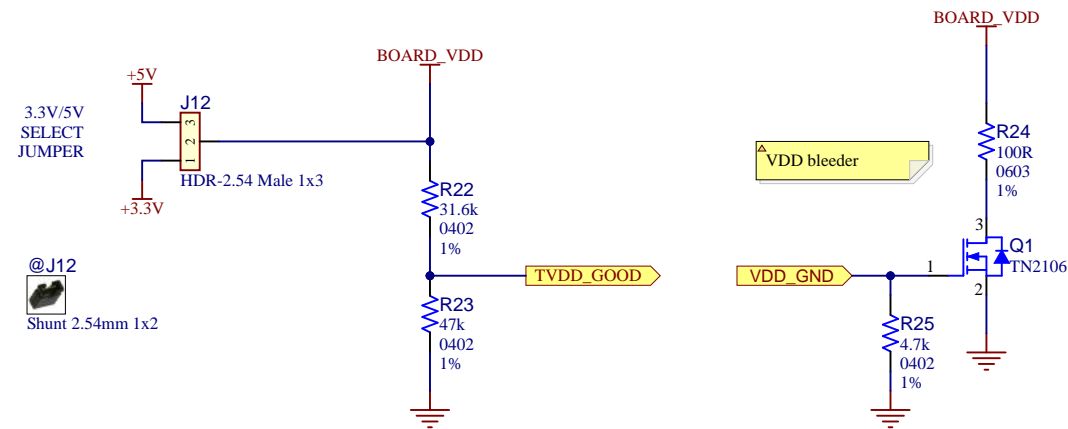 BOARD_VDD
+5V
3.3V/5V
SELECT
JUMPER
J12
3
2
1
HDR-2.54 Male 1x3
+3.3V
@J12
Shunt 2.54mm 1x2
BOARD_VDD
R22
31.6k
0402
1%
TVDD_GOOD
R23
47k
0402
1%
VDD bleeder
R24
100R
0603
1%
3
Q1
TN2106
1
2
VDD_GND
R25
4.7k
0402
1%